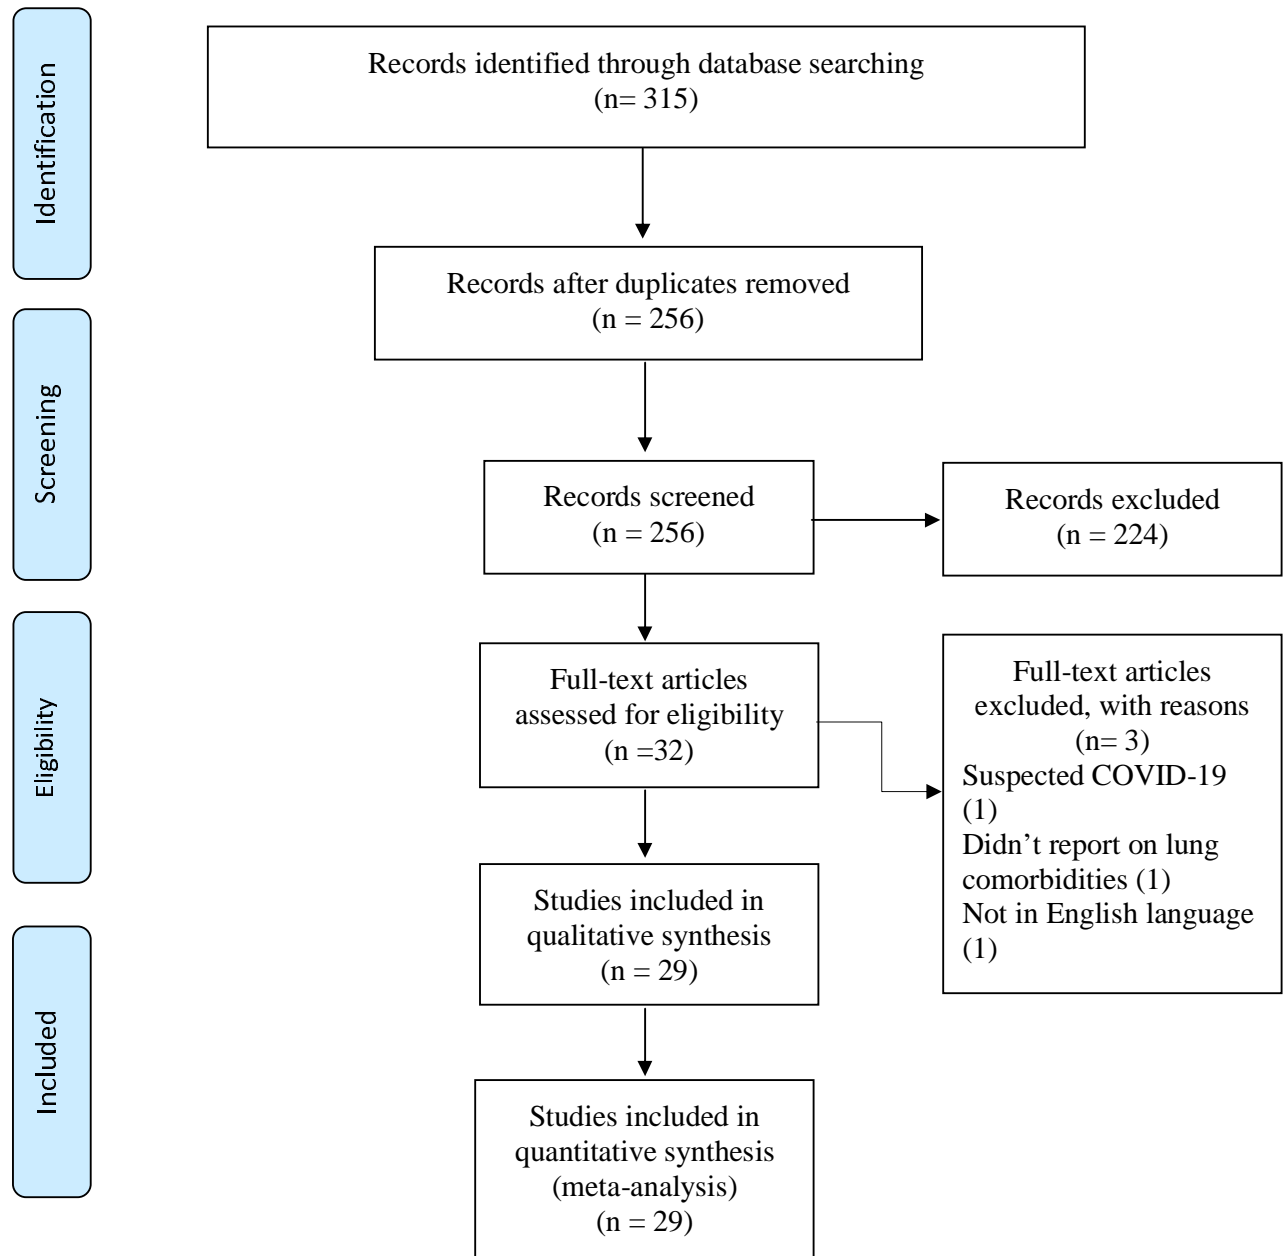 Identification
Records identified through database searching
(n= 315)
Records after duplicates removed
(n = 256)
Screening
Records screened
(n = 256)
Records excluded
(n = 224)
Eligibility
Full-text articles
assessed for eligibility
(n =32)
Full-text articles
excluded, with reasons
(n= 3)
Suspected COVID-19
(1)
Didn’t report on lung
comorbidities (1)
Not in English language
(1)
Studies included in
qualitative synthesis
(n = 29)
Included
Studies included in
quantitative synthesis
(meta-analysis)
(n = 29)